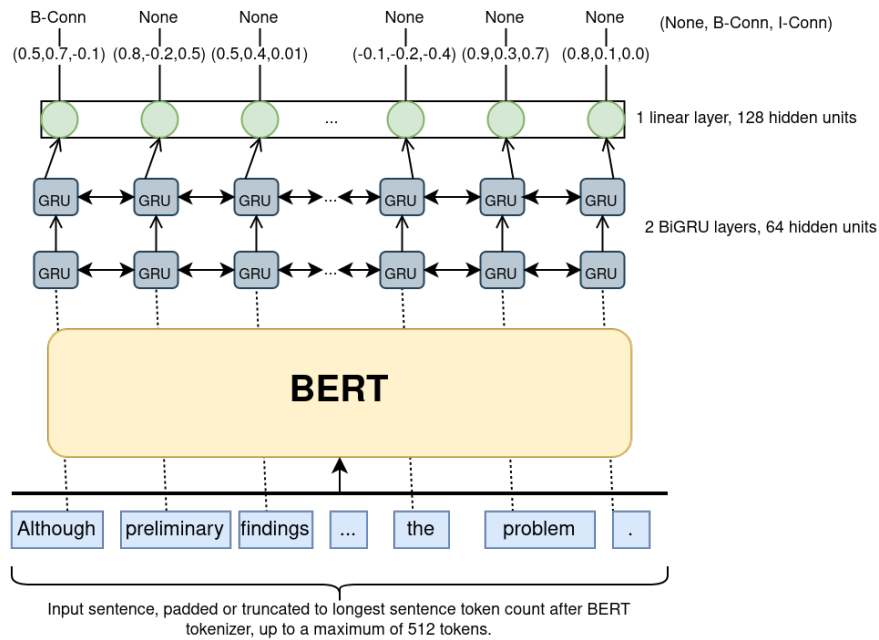 B-Conn None None None None None (None, B-Conn, I-Conn)
(0.5,0.7,-0.1) (0.8,-0.2,0.5) (0.5,0.4,0.01) (-0.1,-0.2,-0.4) (0.9,0.3,0.7) (0.8,0.1,0.0)
... 1 linear layer, 128 hidden units
GRU GRU GRU ... GRU GRU GRU
2 BiGRU layers, 64 hidden units
GRU GRU GRU ... GRU GRU GRU
BERT
Although preliminary findings ... the problem .
Input sentence, padded or truncated to longest sentence token count after BERT
tokenizer, up to a maximum of 512 tokens.